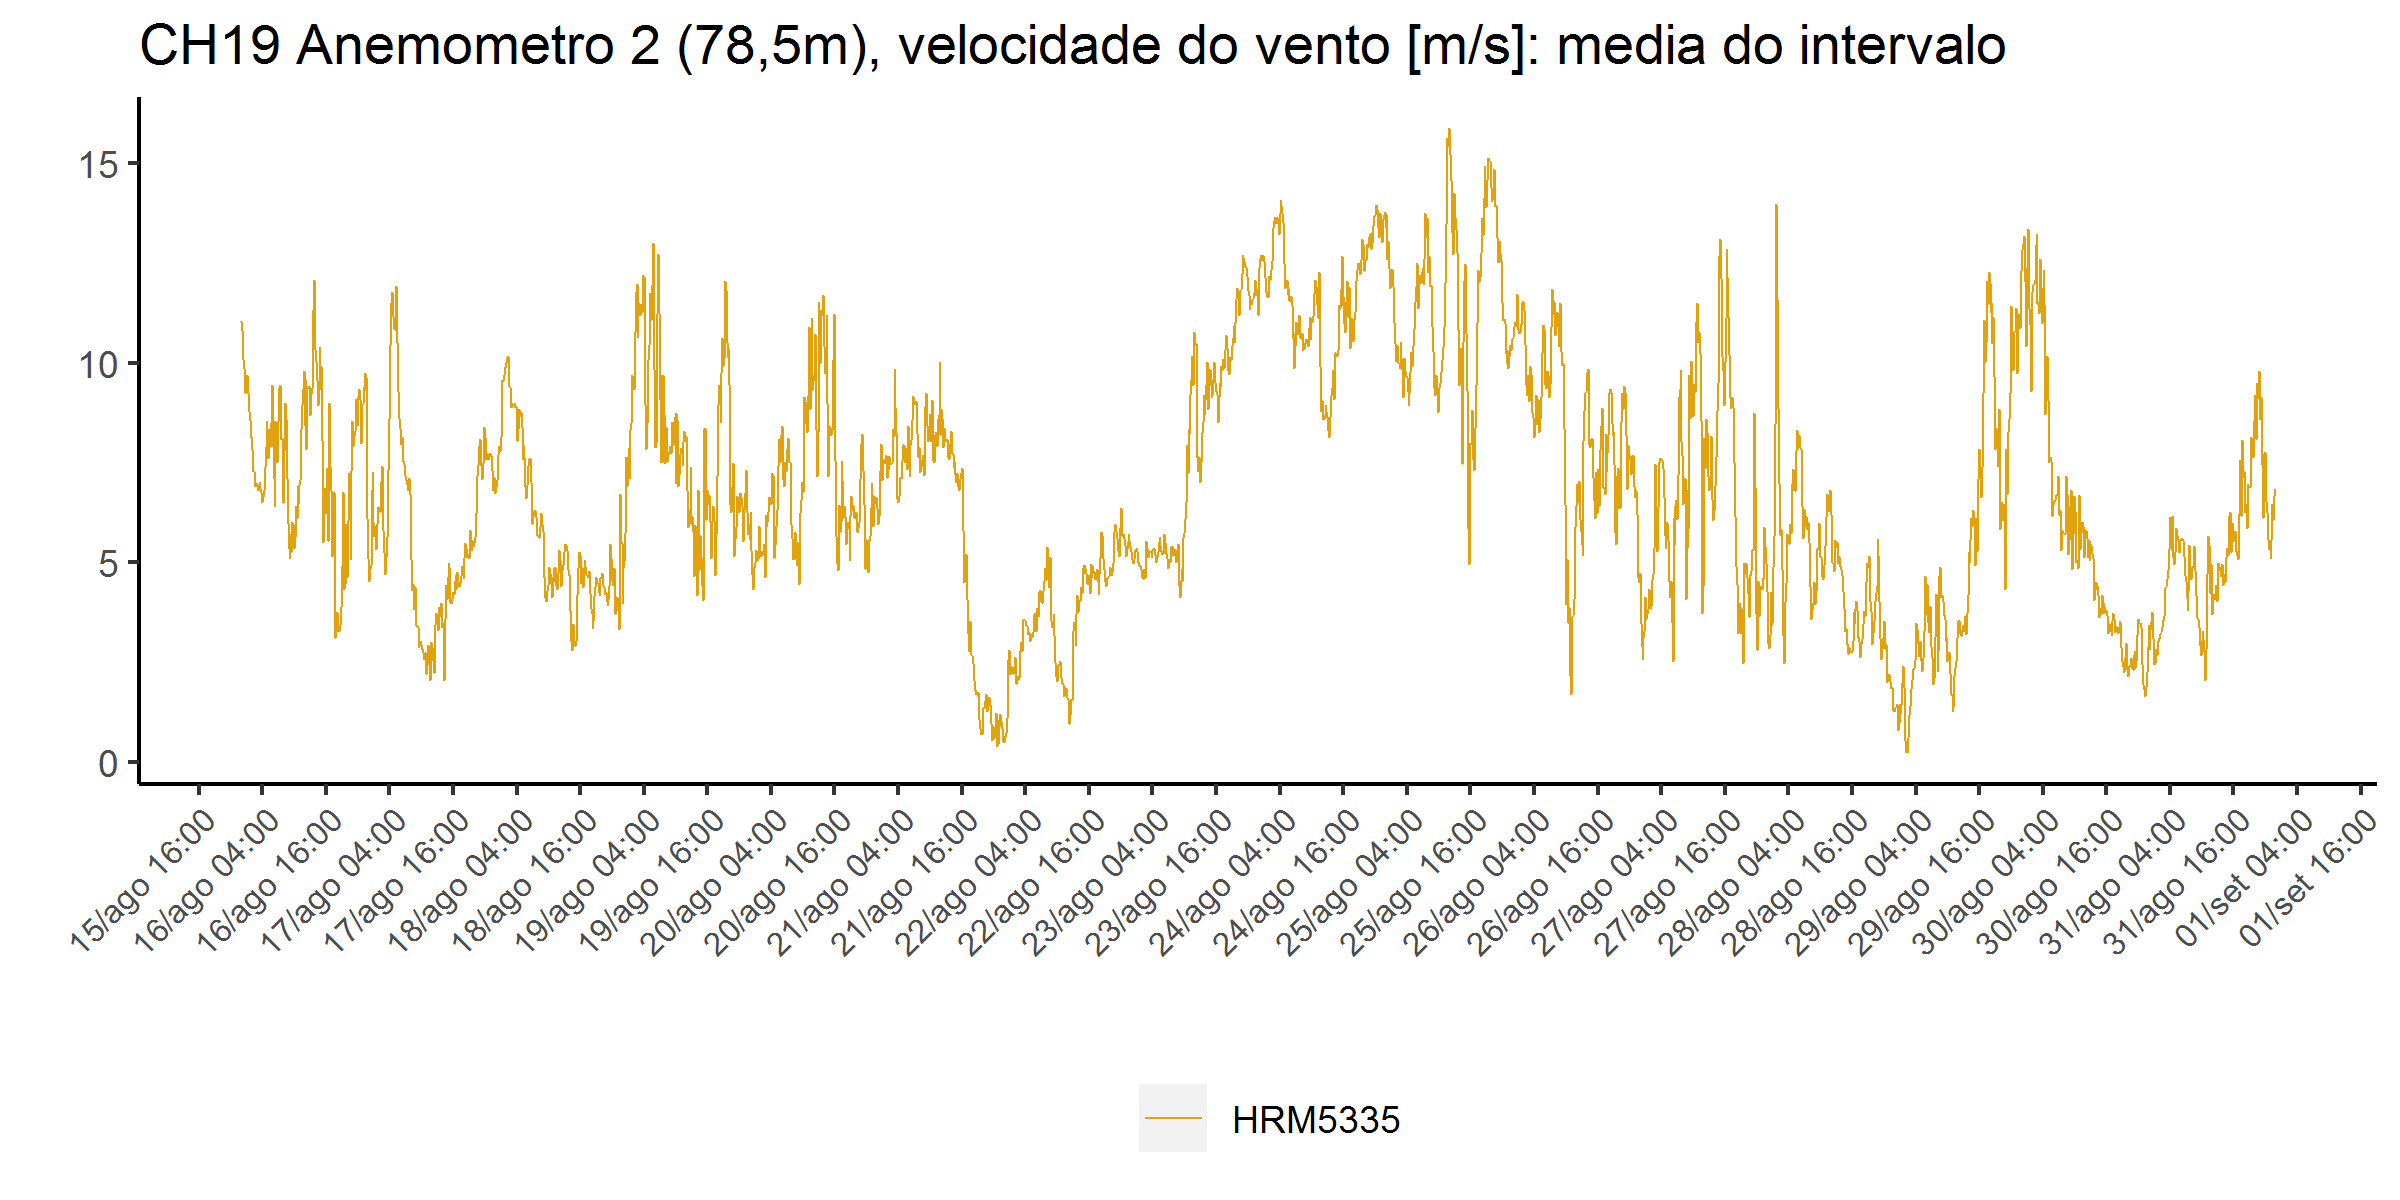 CH19 Anemometro 2 (78,5m), velocidade do vento [m/s]: media do intervalo
15
10
5
0
15/ago 16:00
16/ago 04:00
16/ago 16:00
17/ago 04:00
17/ago 16:00
18/ago 04:00
18/ago 16:00
19/ago 04:00
19/ago 16:00
20/ago 04:00
20/ago 16:00
21/ago 04:00
21/ago 16:00
22/ago 04:00
22/ago 16:00
23/ago 04:00
23/ago 16:00
24/ago 04:00
24/ago 16:00
25/ago 04:00
25/ago 16:00
26/ago 04:00
26/ago 16:00
27/ago 04:00
27/ago 16:00
28/ago 04:00
28/ago 16:00
29/ago 04:00
29/ago 16:00
30/ago 04:00
30/ago 16:00
31/ago 04:00
31/ago 16:00
01/set 04:00
01/set 16:00
HRM5335